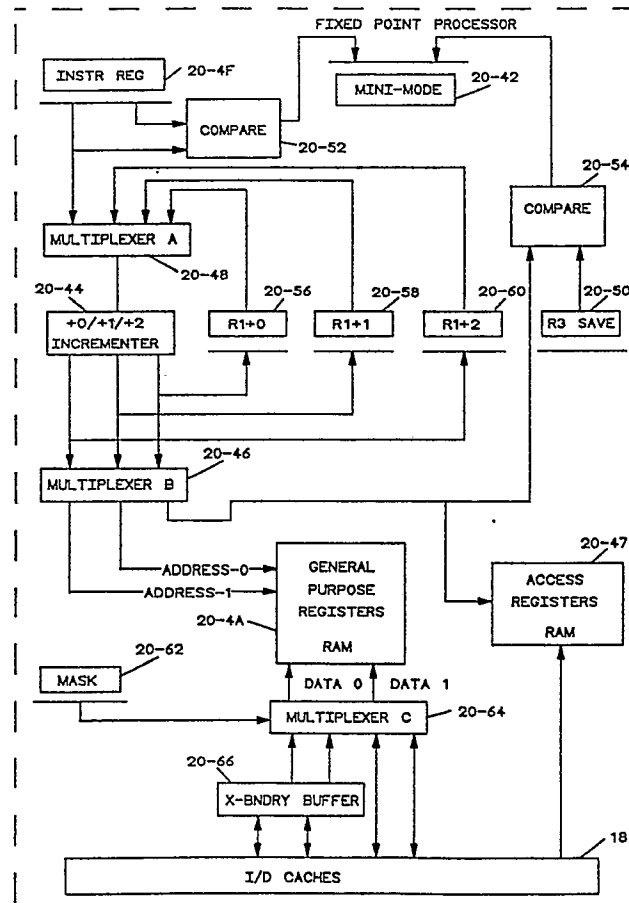 FIXED POINT PROCESSOR
INSTR REG
20-4F
MINI-MODE
20-42
COMPARE
20-52
20-54
COMPARE
MULTIPLEXER A
20-48
20-44
+0/+1/+2
INCREMENTER
20-56
R1+0
20-58
R1+1
20-60
R1+2
20-50
R3 SAVE
20-46
MULTIPLEXER B
ADDRESS-0
ADDRESS-1
GENERAL
PURPOSE
REGISTERS
RAM
20-4A
20-47
ACCESS
REGISTERS
RAM
20-62
MASK
DATA 0
DATA 1
MULTIPLEXER C
20-64
20-66
X-BNDRY BUFFER
18
I/D CACHES